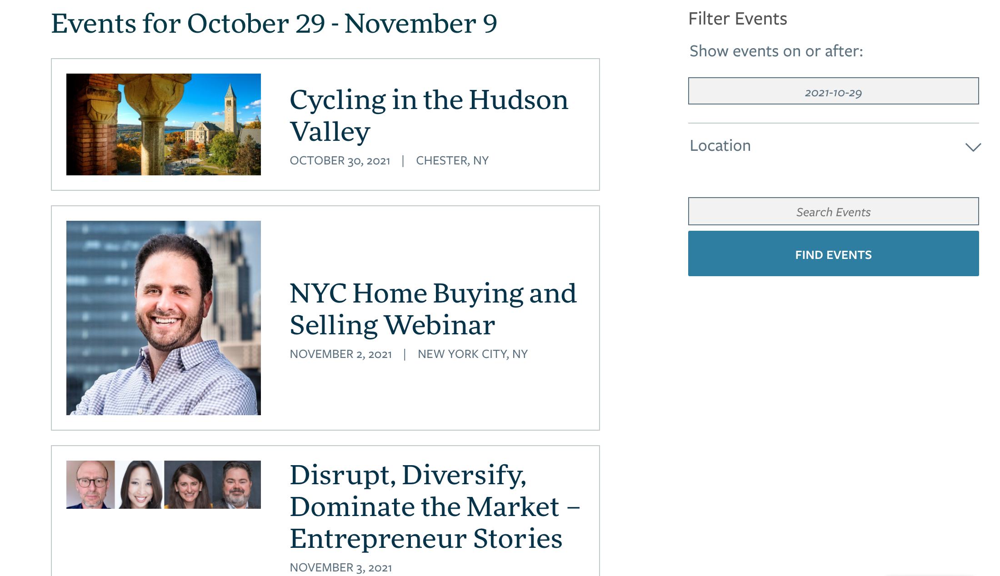 Events for October 29 - November 9
Cycling in the Hudson
Valley
OCTOBER 30, 2021 | CHESTER, NY
NYC Home Buying and
Selling Webinar
NOVEMBER 2, 2021 | NEW YORK CITY, NY
Disrupt, Diversify,
Dominate the Market –
Entrepreneur Stories
NOVEMBER 3, 2021
Filter Events
Show events on or after:
2021-10-29
Location
Search Events
FIND EVENTS